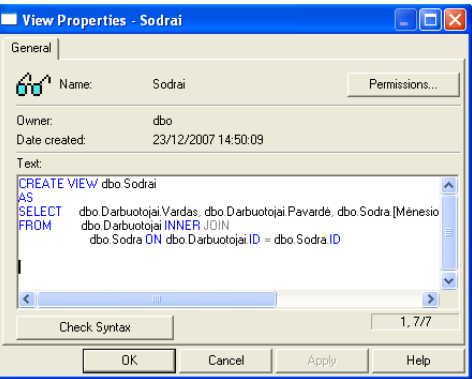 View Properties - Sodrai
General
Name: Sodrai
Permissions...
Owner: dbo
Date created: 23/12/2007 14:50:09
Text:
CREATE VIEW dbo.Sodrai
AS
SELECT dbo.Darbuotojai.Vardas, dbo.Darbuotojai.Pavardė, dbo.Sodra.[Mėnesio
FROM dbo.Darbuotojai INNER JOIN
dbo.Sodra ON dbo.Darbuotojai.ID = dbo.Sodra.ID
Check Syntax
1, 7/7
OK Cancel Apply Help